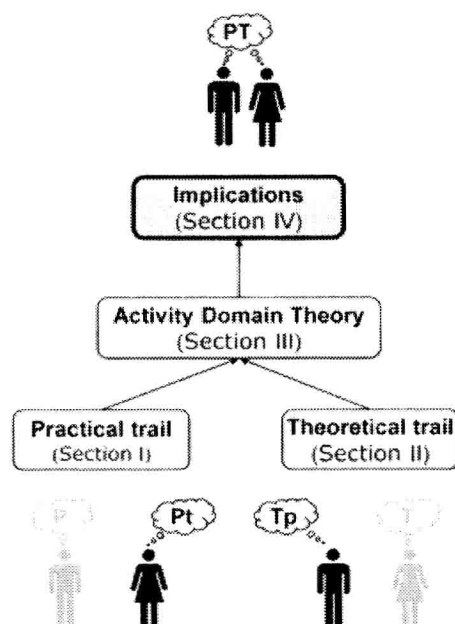 PT
Implications
(Section IV)
Activity Domain Theory
(Section III)
Practical trail
(Section I)
Theoretical trail
(Section II)
P
Pt
Tp
T